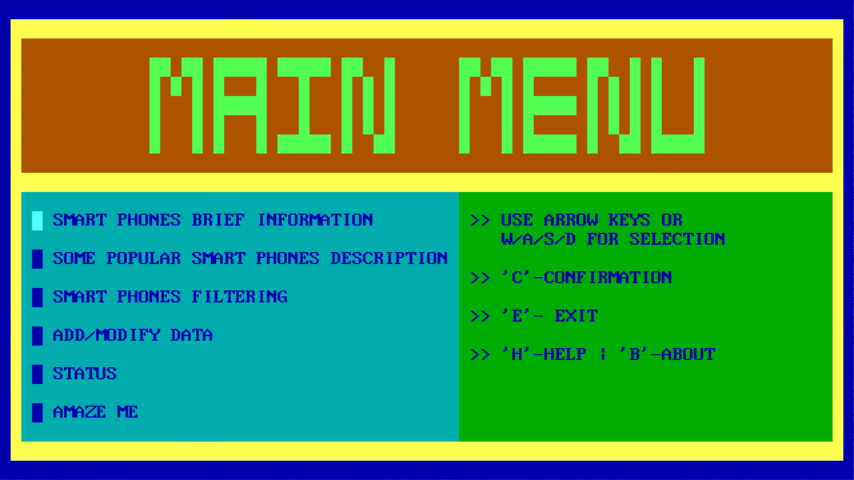 MAIN MENU
SMART PHONES BRIEF INFORMATION
SOME POPULAR SMART PHONES DESCRIPTION
SMART PHONES FILTERING
ADD/MODIFY DATA
STATUS
AMAZE ME
>> USE ARROW KEYS OR
W/A/S/D FOR SELECTION
>> 'C'-CONFIRMATION
>> 'E'- EXIT
>> 'H'-HELP | 'B'-ABOUT